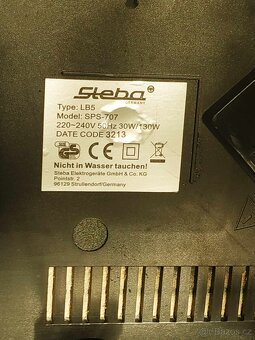 Steba
GERMANY
Type: LB5
Model: SPS-707
220~240V 50Hz 30W/130W
DATE CODE 3213
Nicht in Wasser tauchen!
Steba Elektrogeräte GmbH & Co. KG
Pointstr. 2
96129 Strullendorf/Germany